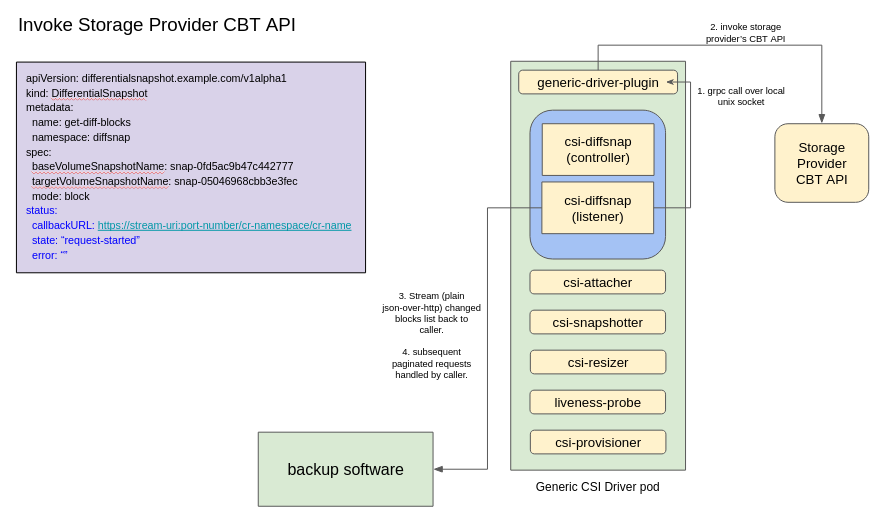 Invoke Storage Provider CBT API
apiVersion: differentialsnapshot.example.com/v1alpha1
kind: DifferentialSnapshot
metadata:
name: get-diff-blocks
namespace: diffsnap
spec:
baseVolumeSnapshotName: snap-0fd5ac9b47c442777
targetVolumeSnapshotName: snap-05046968cbb3e3fec
mode: block
status:
callbackURL: https://stream-uri:port-number/cr-namespace/cr-name
state: “request-started”
error: “”
2. invoke storage
provider's CBT API
generic-driver-plugin
1. grpc call over local
unix socket
csi-diffsnap
(controller)
csi-diffsnap
(listener)
Storage
Provider
CBT API
csi-attacher
csi-snapshotter
csi-resizer
liveness-probe
csi-provisioner
3. Stream (plain
json-over-http) changed
blocks list back to
caller.
4. subsequent
paginated requests
handled by caller.
backup software
Generic CSI Driver pod